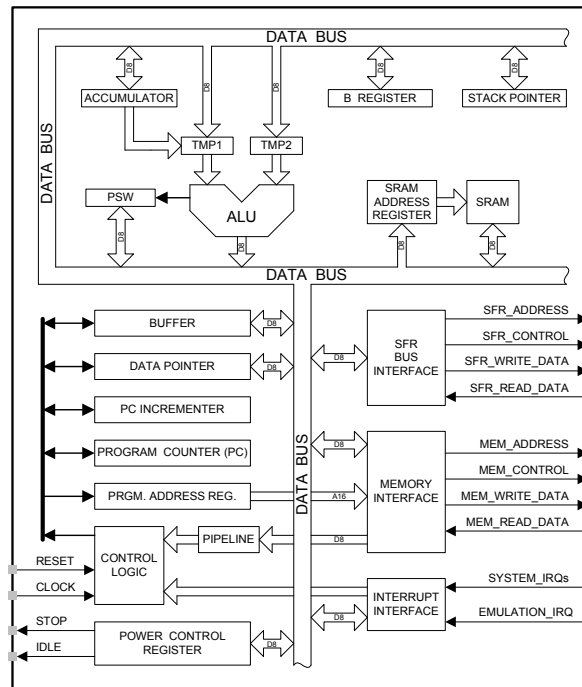 DATA BUS
D8
D8
D8
D8
D8
ACCUMULATOR
B REGISTER
STACK POINTER
DATA BUS
TMP1
TMP2
PSW
ALU
SRAM
ADDRESS
REGISTER
SRAM
D8
D8
D8
D8
DATA BUS
BUFFER
D8
DATA POINTER
D8
PC INCREMENTER
PROGRAM COUNTER (PC)
PRGM. ADDRESS REG.
DATA BUS
D8
SFR
BUS
INTERFACE
SFR_ADDRESS
SFR_CONTROL
SFR_WRITE_DATA
SFR_READ_DATA
D8
A16
D8
MEMORY
INTERFACE
MEM_ADDRESS
MEM_CONTROL
MEM_WRITE_DATA
MEM_READ_DATA
PIPELINE
CONTROL
LOGIC
RESET
CLOCK
STOP
IDLE
POWER CONTROL
REGISTER
D8
D8
INTERRUPT
INTERFACE
SYSTEM_IRQs
EMULATION_IRQ